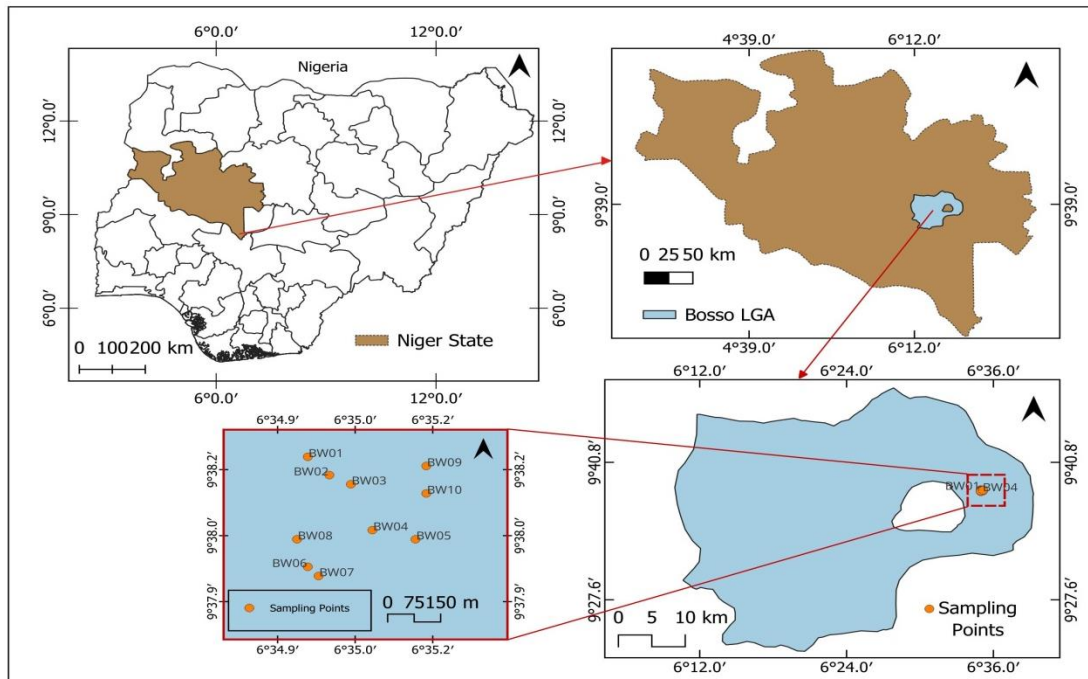 6°0.0′ 12°0.0′
Nigeria
12°0.0′
9°0.0′
6°0.0′
12°0.0′
9°0.0′
6°0.0′
Niger State
0 100200 km
6°0.0′ 12°0.0′
4°39.0′ 6°12.0′
9°39.0′
9°39.0′
0 25 50 km
Bosso LGA
4°39.0′ 6°12.0′
6°34.9′ 6°35.0′ 6°35.2′
9°38.2′
9°38.0′
9°37.9′
9°38.2′
9°38.0′
9°37.9′
BW01
BW02
BW03
BW09
BW10
BW04
BW05
BW08
BW06
BW07
Sampling Points
0 75150 m
6°34.9′ 6°35.0′ 6°35.2′
6°12.0′ 6°24.0′ 6°36.0′
9°40.8′
9°27.6′
9°40.8′
9°27.6′
BW01 BW04
0 5 10 km
Sampling
Points
6°12.0′ 6°24.0′ 6°36.0′